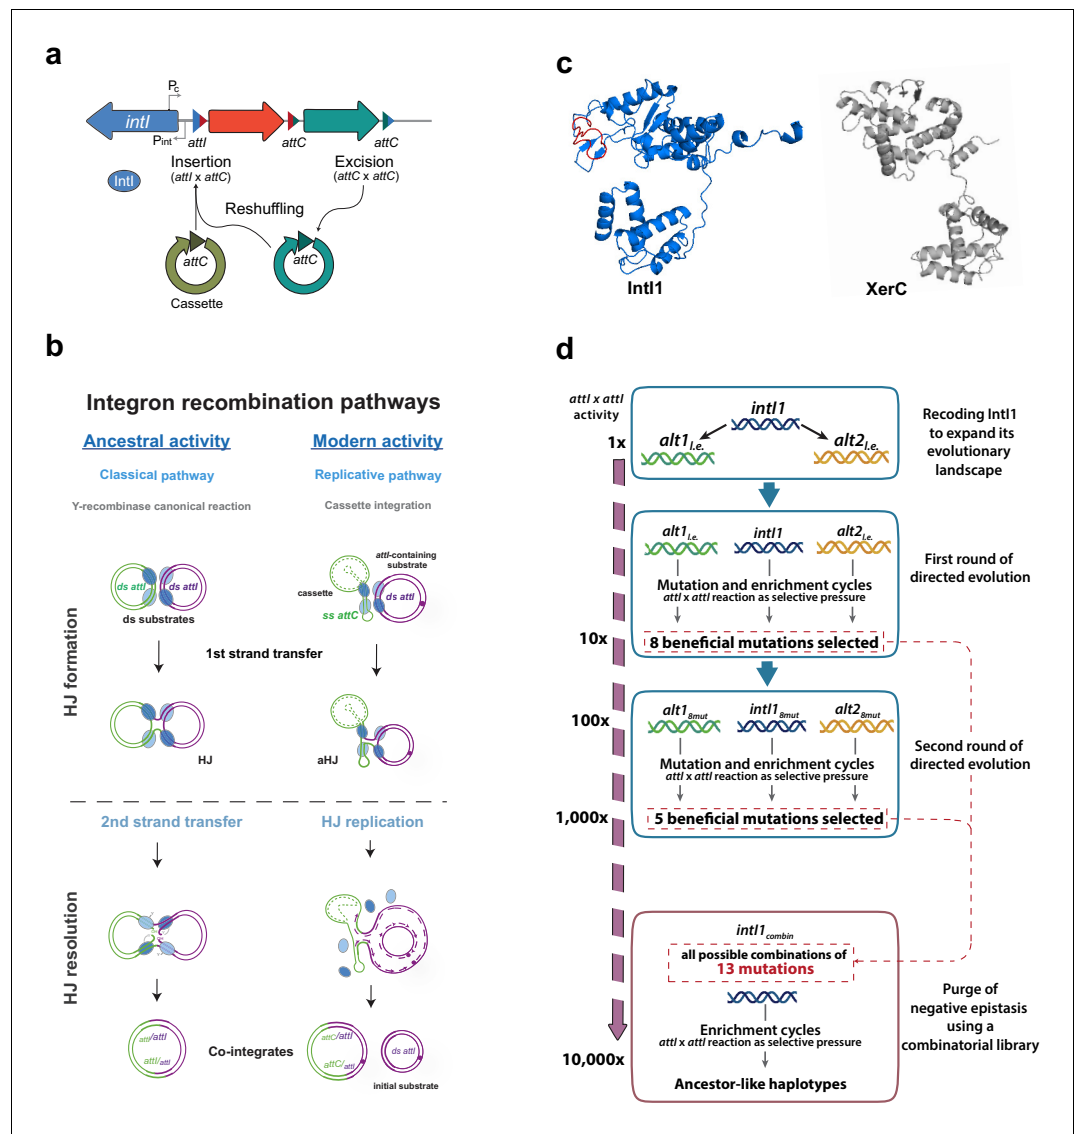 a
Pc
intI
Pint
attI
attC
attC
Insertion
(attI x attC)
Excision
(attC x attC)
IntI
Reshuffling
attC
attC
Cassette
b
Integron recombination pathways
Ancestral activity
Modern activity
Classical pathway
Replicative pathway
Y-recombinase canonical reaction
Cassette integration
HJ formation
ds attI
ds attI
ds substrates
attI-containing
substrate
cassette
ds attI
ss attC
1st strand transfer
HJ
aHJ
HJ resolution
2nd strand transfer
HJ replication
attI/attI
attI/attI
Co-integrates
attC/attI
attC/attI
ds attI
initial substrate
c
IntI1
XerC
d
attI x attI
activity
1x
10x
100x
1,000x
10,000x
intI1
alt1l.e.
alt2l.e.
Recoding IntI1
to expand its
evolutionary
landscape
alt1l.e.
intI1
alt2l.e.
Mutation and enrichment cycles
attI x attI reaction as selective pressure
8 beneficial mutations selected
First round of
directed evolution
alt18mut
intI18mut
alt28mut
Mutation and enrichment cycles
attI x attI reaction as selective pressure
5 beneficial mutations selected
Second round of
directed evolution
intI1combin
all possible combinations of
13 mutations
Enrichment cycles
attI x attI reaction as selective pressure
Ancestor-like haplotypes
Purge of
negative epistasis
using a
combinatorial library